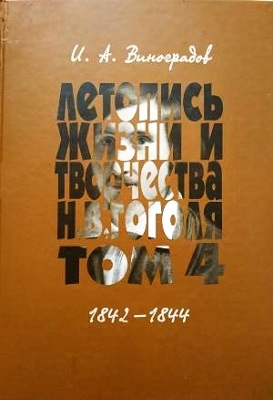 И. А. Виноградов
ЛЕТОПИСЬ
ЖИЗНИ И
ТВОРЧЕСТВА
Н.В.ГОГОЛЯ
ТОМ 4
1842–1844